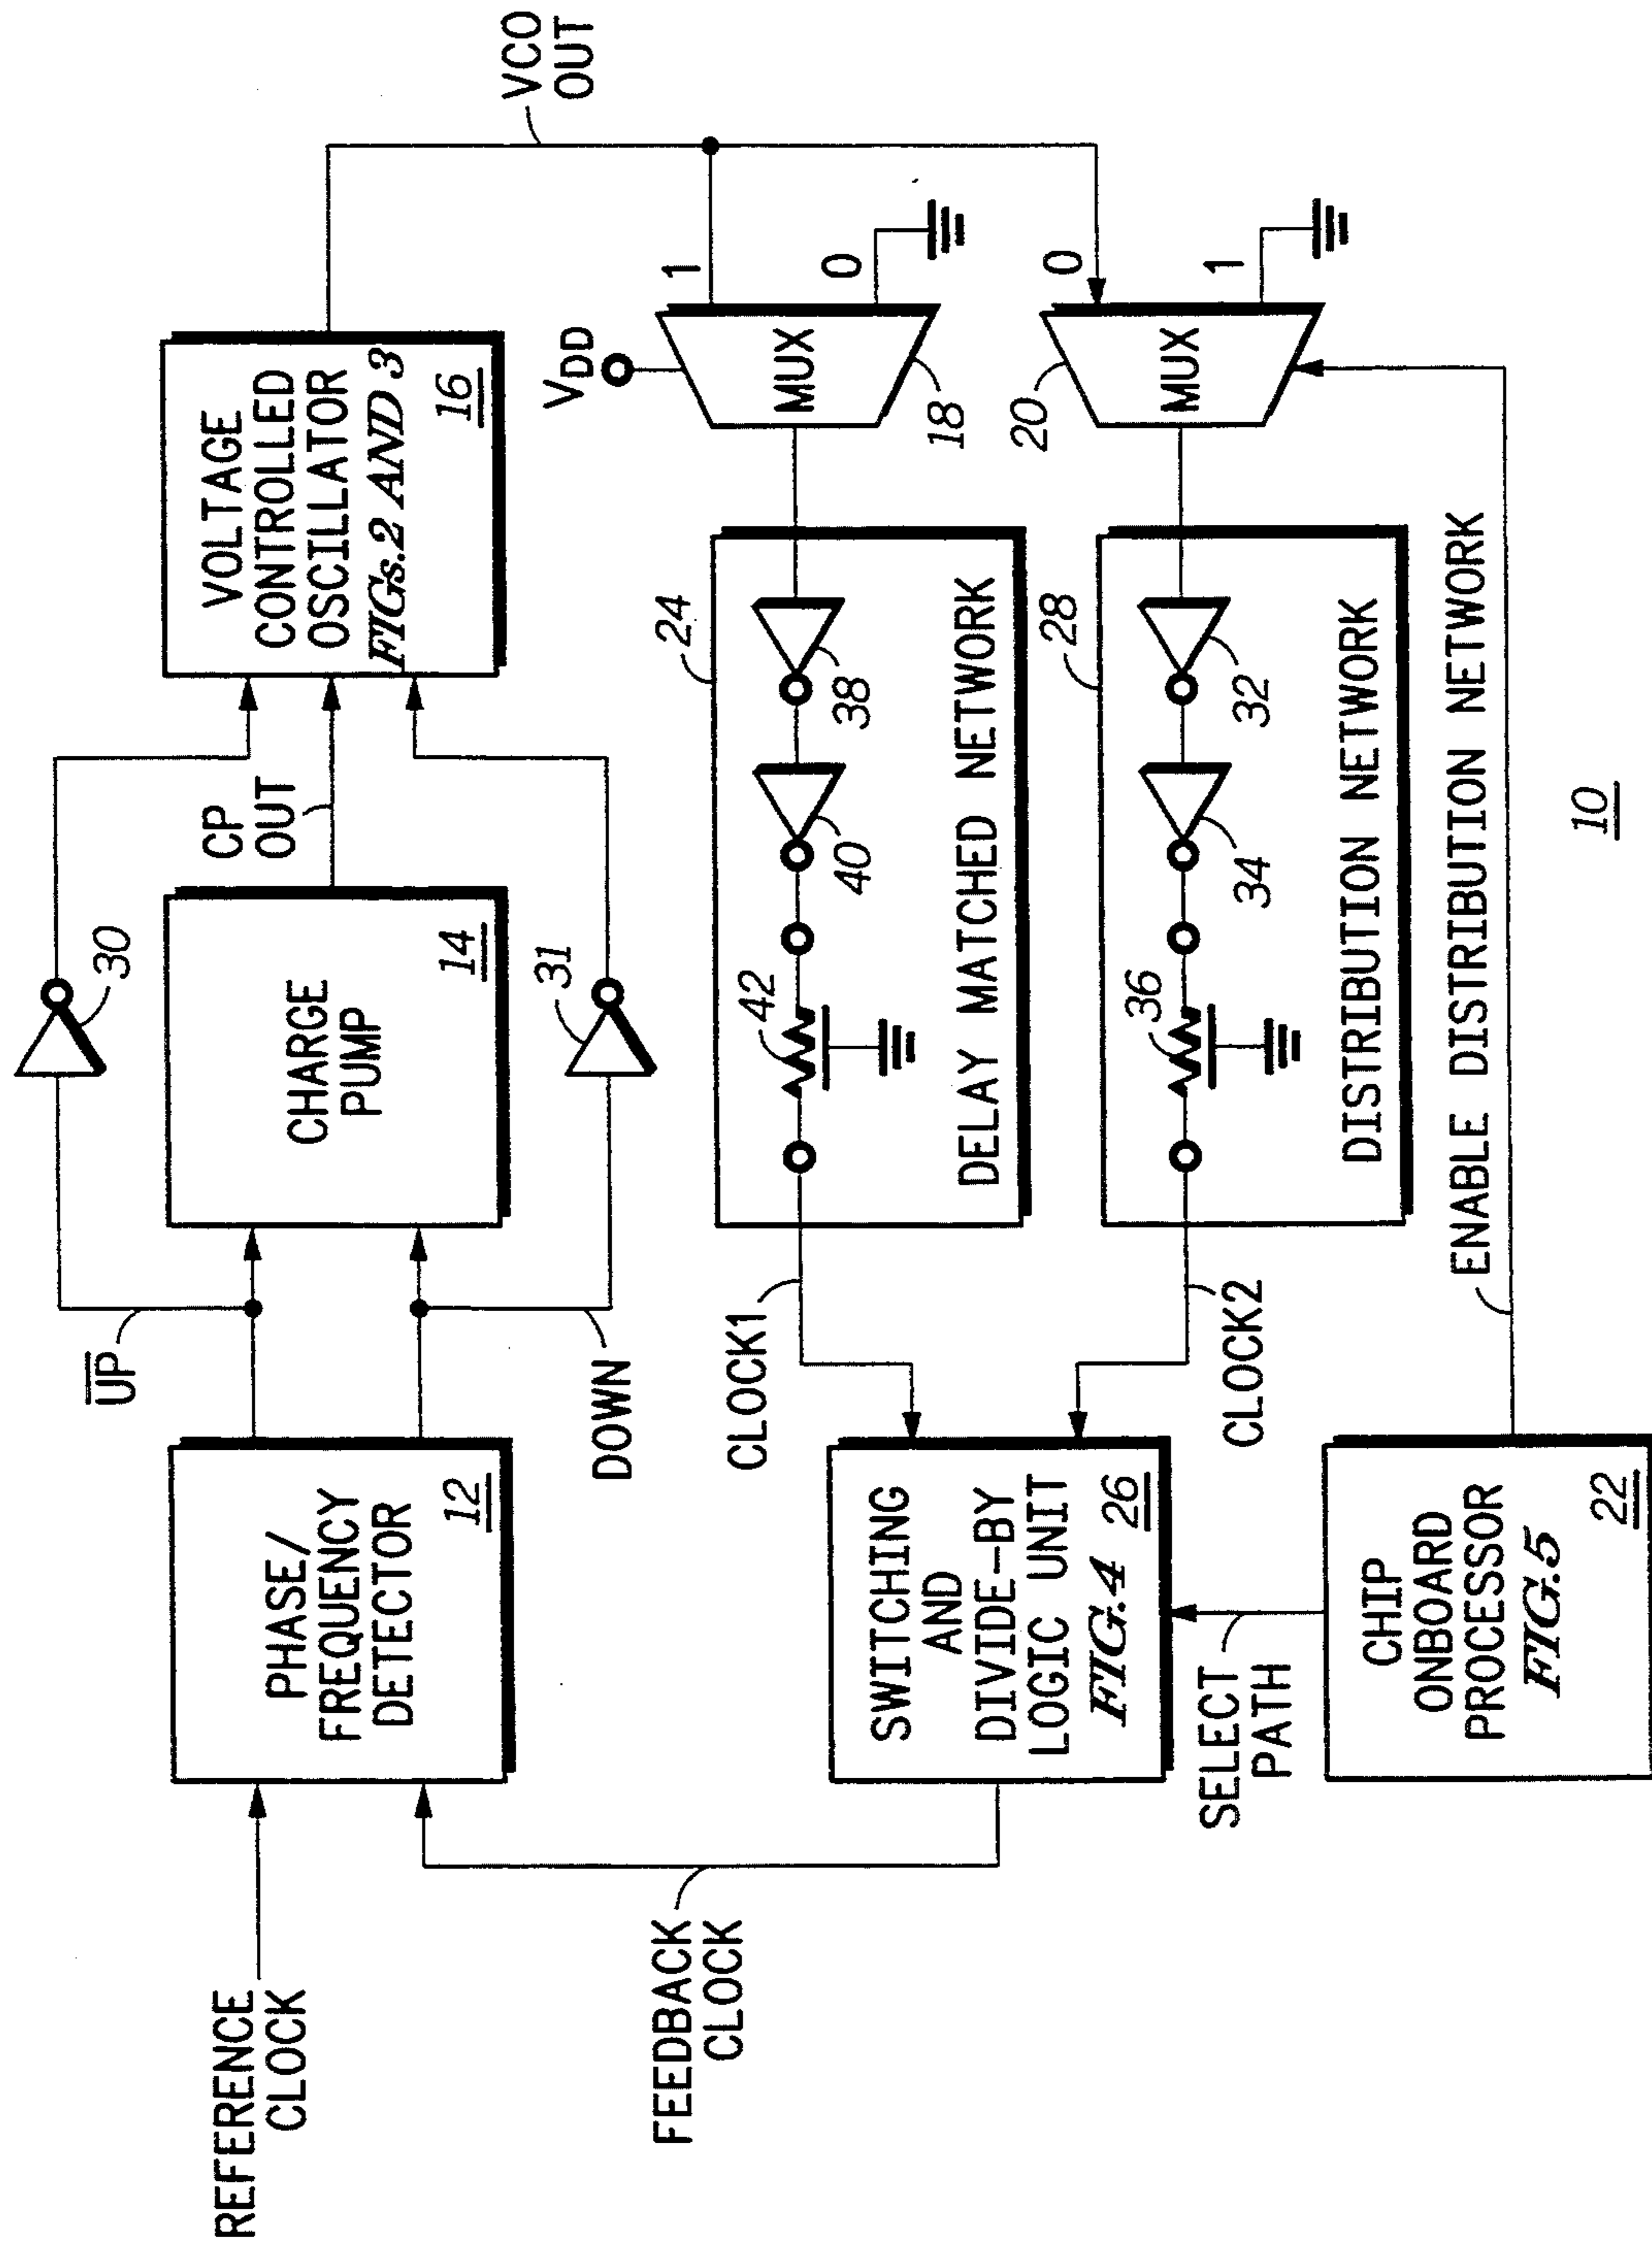 REFERENCE
CLOCK
FEEDBACK
CLOCK
PHASE/
FREQUENCY
DETECTOR
12
UP
DOWN
30
CHARGE
PUMP
14
31
CP
OUT
VOLTAGE
CONTROLLED
OSCILLATOR
FIGs.2 AND 3
16
VCO
OUT
SWITCHING
AND
DIVIDE-BY
LOGIC UNIT
FIG.4
26
CLOCK1
CLOCK2
42
40
38
24
DELAY MATCHED NETWORK
VDD
MUX
18
1
0
36
34
32
28
DISTRIBUTION NETWORK
20
MUX
0
1
SELECT
PATH
CHIP
ONBOARD
PROCESSOR
FIG.5
22
ENABLE DISTRIBUTION NETWORK
10